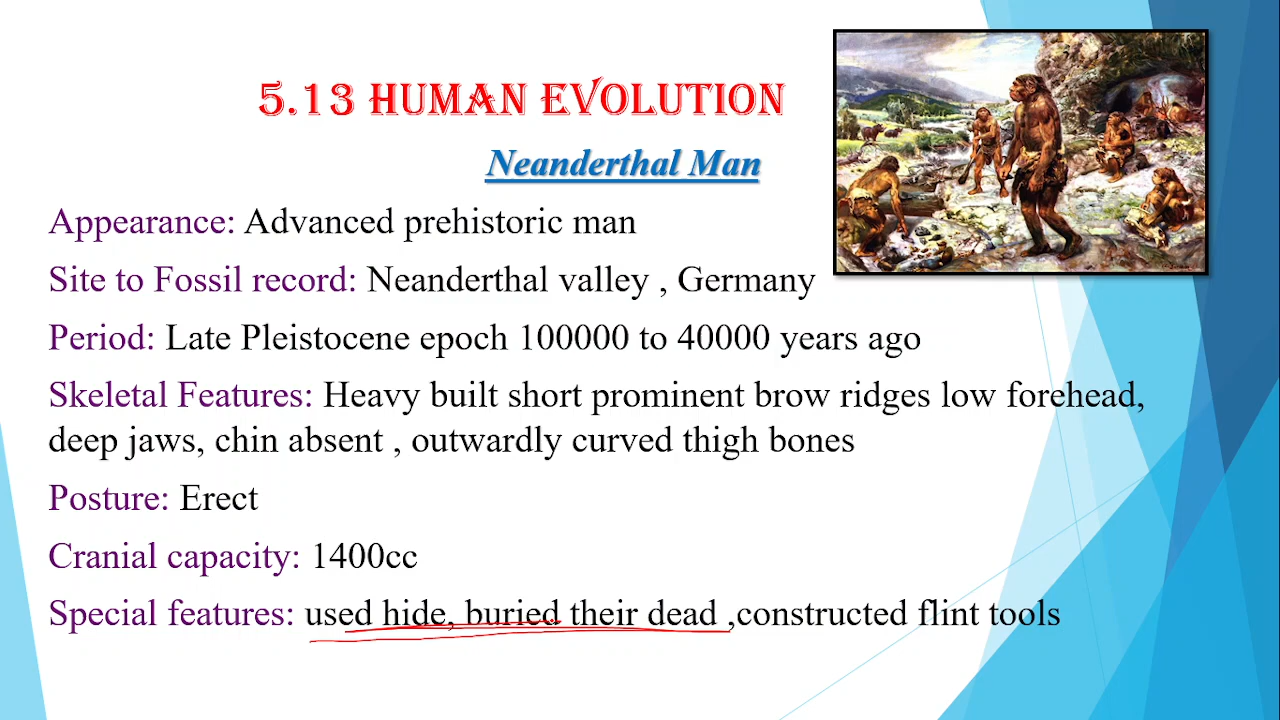 5.13 HUMAN EVOLUTION
Neanderthal Man
Appearance: Advanced prehistoric man
Site to Fossil record: Neanderthal valley , Germany
Period: Late Pleistocene epoch 100000 to 40000 years ago
Skeletal Features: Heavy built short prominent brow ridges low forehead,
deep jaws, chin absent , outwardly curved thigh bones
Posture: Erect
Cranial capacity: 1400cc
Special features: used hide, buried their dead ,constructed flint tools